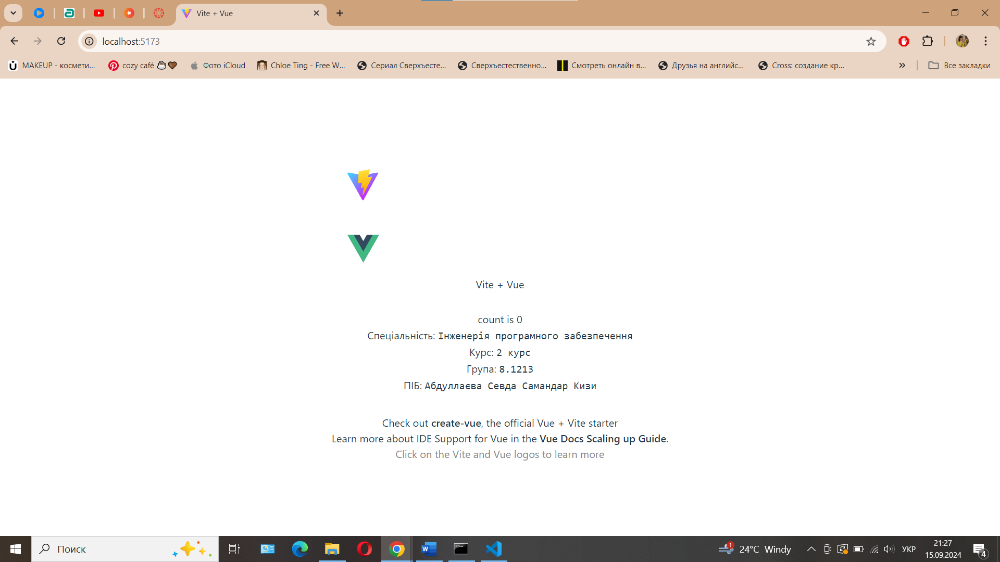 Vite + Vue
localhost:5173
MAKEUP - космети...
cozy café
Фото iCloud
Chloe Ting - Free W...
Сериал Сверхъесте...
Сверхъестественно...
Смотреть онлайн в...
Друзья на английс...
Cross: создание кр...
Все закладки
Vite + Vue
count is 0
Спеціальність: Інженерія програмного забезпечення
Курс: 2 курс
Група: 8.1213
ПІБ: Абдуллаєва Севда Самандар Кизи
Check out create-vue, the official Vue + Vite starter
Learn more about IDE Support for Vue in the Vue Docs Scaling up Guide.
Click on the Vite and Vue logos to learn more
Поиск
1
24°C Windy
УКР
21:27
15.09.2024
4